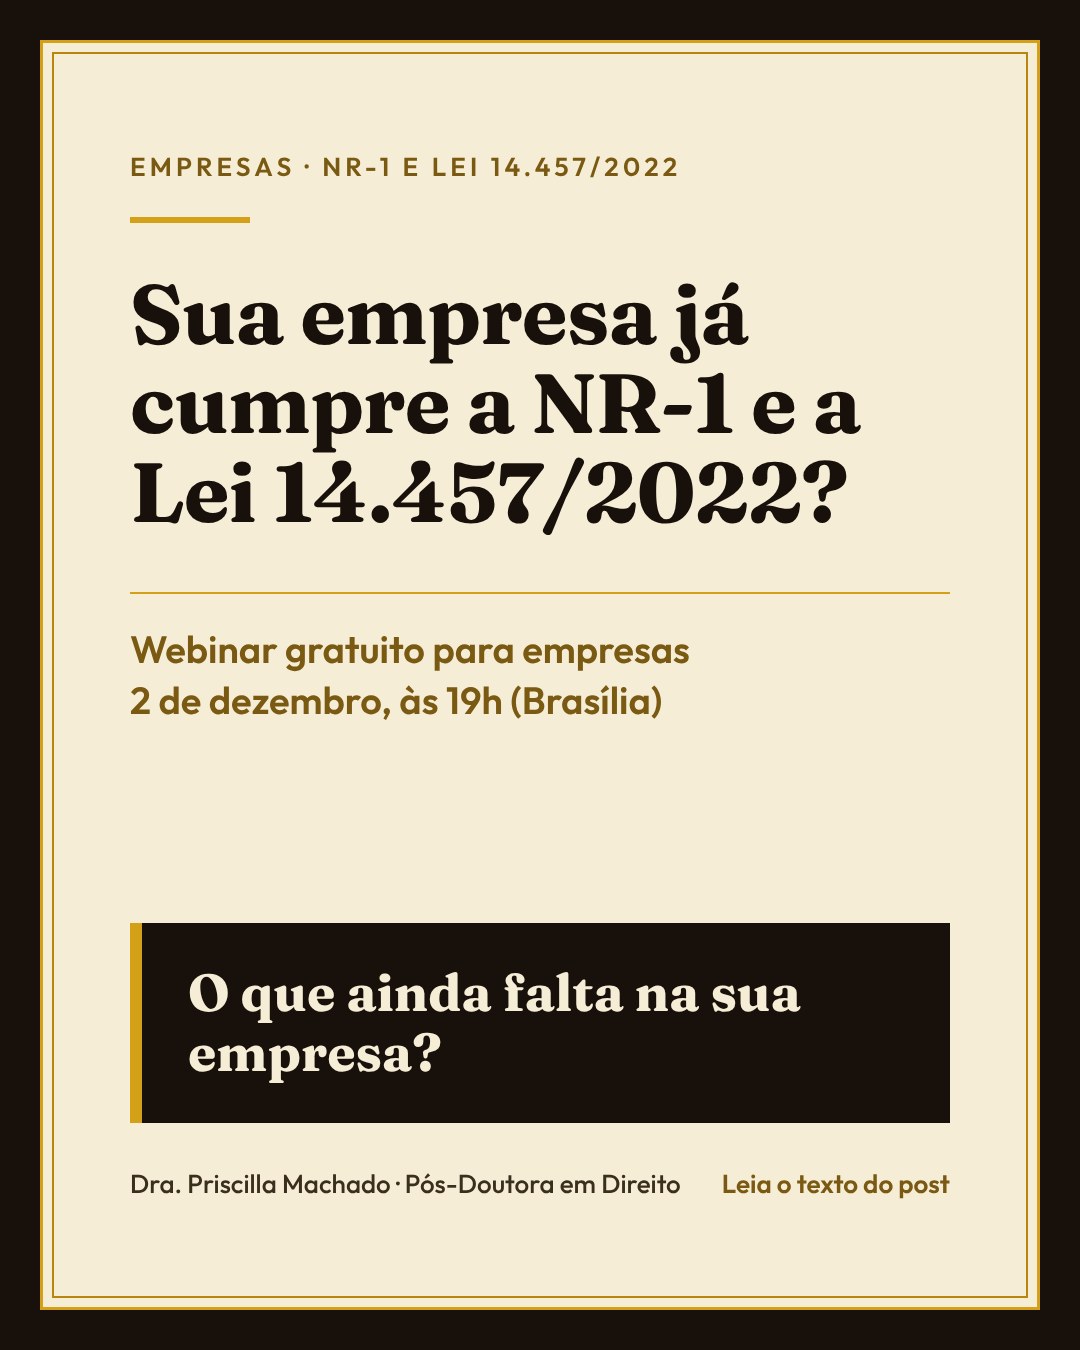 EMPRESAS · NR-1 E LEI 14.457/2022
Sua empresa já
cumpre a NR-1 e a
Lei 14.457/2022?
Webinar gratuito para empresas
2 de dezembro, às 19h (Brasília)
O que ainda falta na sua
empresa?
Dra. Priscilla Machado · Pós-Doutora em Direito
Leia o texto do post